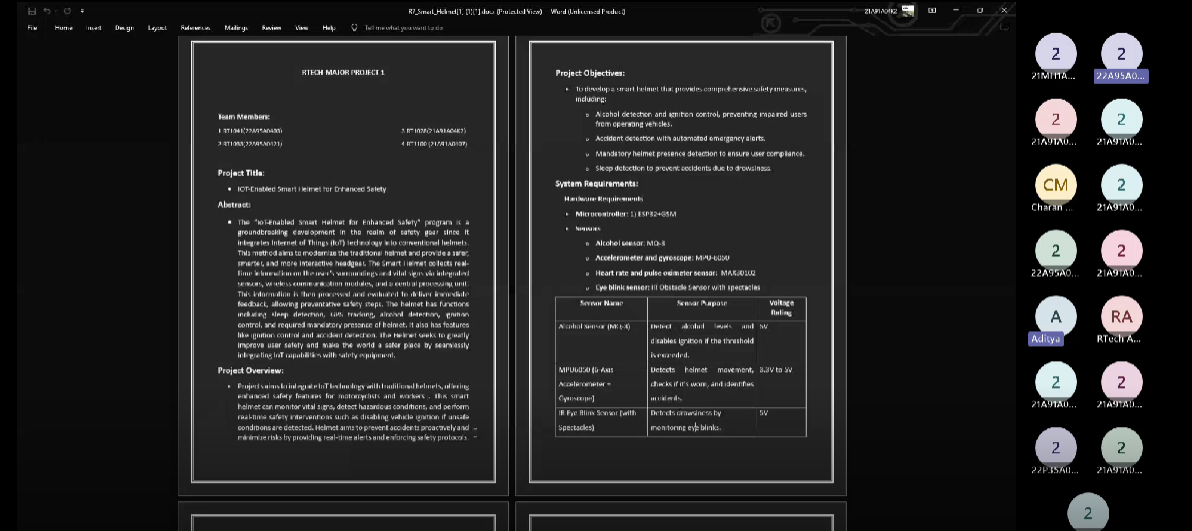 R7_Smart_Helmet[1] (1)[1].docx (Protected View) - Word (Unlicensed Product)
21A91A04K2
File Home Insert Design Layout References Mailings Review View Help Tell me what you want to do
RTECH MAJOR PROJECT 1
Team Members:
Project Title:
IOT-Enabled Smart Helmet for Enhanced Safety
Abstract:
The "IoT-Enabled Smart Helmet for Enhanced Safety" program is a
groundbreaking development in the realm of safety gear since it
integrates Internet of Things (IoT) technology into conventional helmets.
This method aims to modernize the traditional helmet and provide a safer,
smarter, and more interactive headgear. The Smart Helmet collects real-
time information on the user's surroundings and vital signs via integrated
sensors, wireless communication modules, and a central processing unit.
This information is then processed and evaluated to deliver immediate
feedback, allowing preventative safety steps. The helmet has functions
including sleep detection, GPS tracking, alcohol detection, ignition
control, and required mandatory presence of helmet. It also has features
like ignition control and accident detection. The Helmet seeks to greatly
improve user safety and make the world a safer place by seamlessly
integrating IoT capabilities with safety equipment.
Project Overview:
Project's aims to integrate IoT technology with traditional helmets, offering
enhanced safety features for motorcyclists and workers . This smart
helmet can monitor vital signs, detect hazardous conditions, and perform
real-time safety interventions such as disabling vehicle ignition if unsafe
conditions are detected. Helmet aims to prevent accidents proactively and
minimize risks by providing real-time alerts and enforcing safety protocols.
Project Objectives:
To develop a smart helmet that provides comprehensive safety measures,
including:
Alcohol detection and ignition control, preventing impaired users
from operating vehicles.
Accident detection with automated emergency alerts.
Mandatory helmet presence detection to ensure user compliance.
Sleep detection to prevent accidents due to drowsiness.
System Requirements:
Hardware Requirements
Microcontroller: 1) ESP32+GSM
Sensors
Alcohol sensor: MQ-3
Accelerometer and gyroscope: MPU-6050
Heart rate and pulse oximeter sensor: MAX30102
Eye blink sensor: IR Obstacle Sensor with spectacles
Sensor Name Sensor Purpose Voltage
Rating
Alcohol Sensor (MQ-3) Detect alcohol levels and 5V
disables ignition if the threshold
is exceeded.
MPU6050 (6-Axis Detects helmet movement, 3.3V to 5V
Accelerometer + checks if it's worn, and identifies
Gyroscope) accidents.
IR Eye Blink Sensor (with Detects drowsiness by 5V
Spectacles) monitoring eye blinks.
2 2
21MH1A... 22A95A0...
2 2
21A91A0... 21A91A0...
CM 2
Charan ... 21A91A0...
2 2
22A95A0... 21A91A0...
A RA
Aditya RTech A...
2 2
21A91A0... 21A91A0...
2 2
22P35A0... 21A91A0...
2